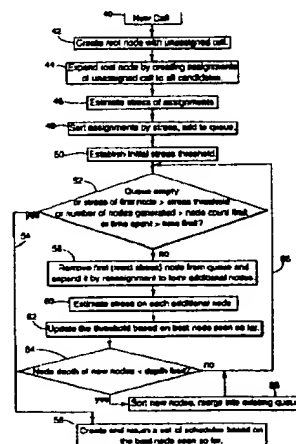 40
New Call
42
Create root node with unassigned call.
44
Expand root node by creating assignments
of unassigned call to all candidates.
46
Estimate stress of assignments
48
Sort assignments by stress, add to queue.
50
Establish initial stress threshold.
52
Queue empty
or stress of first node > stress threshold
or number of nodes generated > node count limit,
or time spent > time limit?
yes
54
no
58
Remove first (least stress) node from queue and
expand it by reassignment to form additional nodes.
60
Estimate stress on each additional node
62
Update the threshold based on best node seen so far.
64
Node depth of new nodes < depth limit?
no
yes
Sort new nodes, merge into existing queue
56
Create and return a set of schedules based on
the best node seen so far.